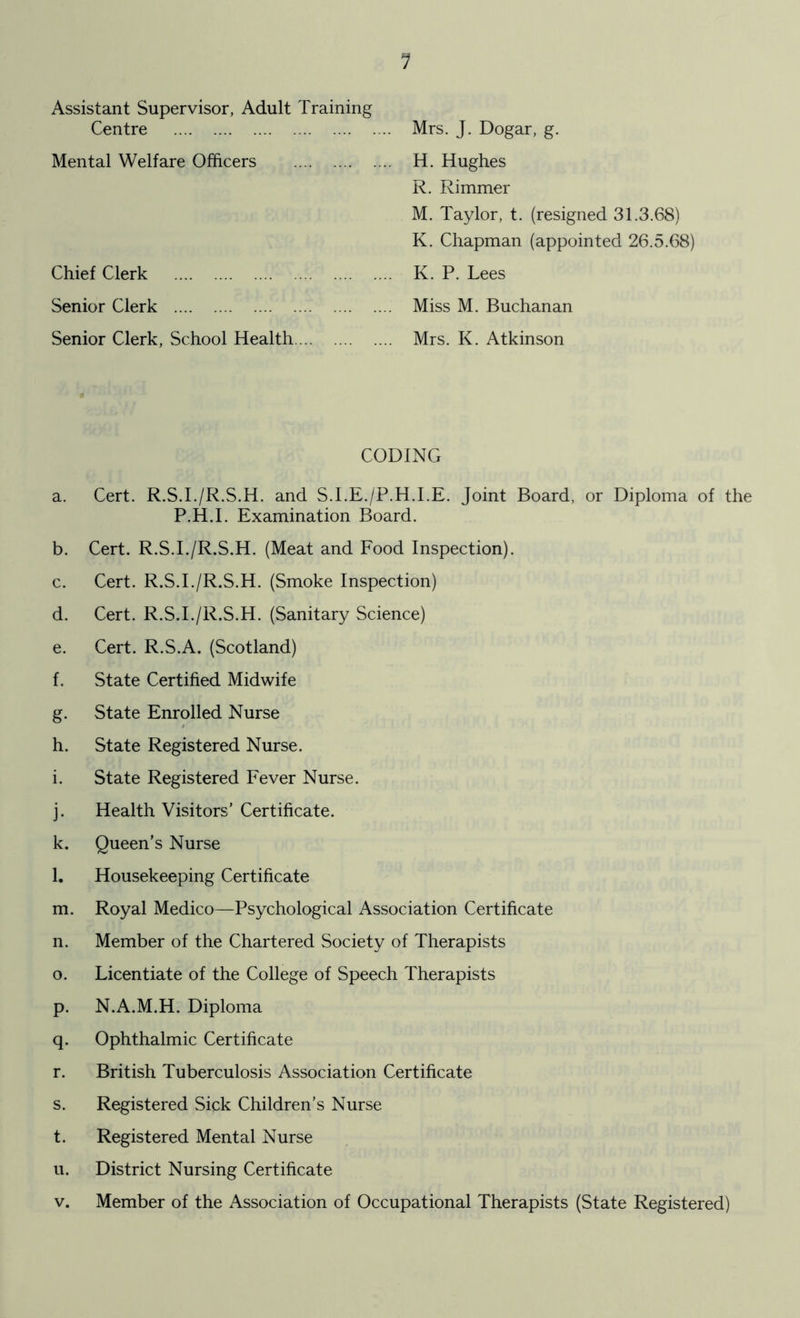 7
Assistant Supervisor, Adult Training
Centre .... .... .... .... .... .... Mrs. J. Dogar, g.
Mental Welfare Officers .... .... .... H. Hughes
R. Rimmer
M. Taylor, t. (resigned 31.3.68)
K. Chapman (appointed 26.5.68)
Chief Clerk .... .... .... .... .... .... K. P. Lees
Senior Clerk .... .... .... .... .... .... Miss M. Buchanan
Senior Clerk, School Health.... .... .... Mrs. K. Atkinson
CODING
a. Cert. R.S.I./R.S.H. and S.I.E./P.H.I.E. Joint Board, or Diploma of the
P.H.I. Examination Board.
b. Cert. R.S.I./R.S.H. (Meat and Food Inspection).
c. Cert. R.S.I./R.S.H. (Smoke Inspection)
d. Cert. R.S.I./R.S.H. (Sanitary Science)
e. Cert. R.S.A. (Scotland)
f. State Certified Midwife
g. State Enrolled Nurse
h. State Registered Nurse.
i. State Registered Fever Nurse.
j. Health Visitors' Certificate.
k. Queen's Nurse
l. Housekeeping Certificate
m. Royal Medico—Psychological Association Certificate
n. Member of the Chartered Society of Therapists
o. Licentiate of the College of Speech Therapists
p. N.A.M.H. Diploma
q. Ophthalmic Certificate
r. British Tuberculosis Association Certificate
s. Registered Sick Children's Nurse
t. Registered Mental Nurse
u. District Nursing Certificate
v. Member of the Association of Occupational Therapists (State Registered)